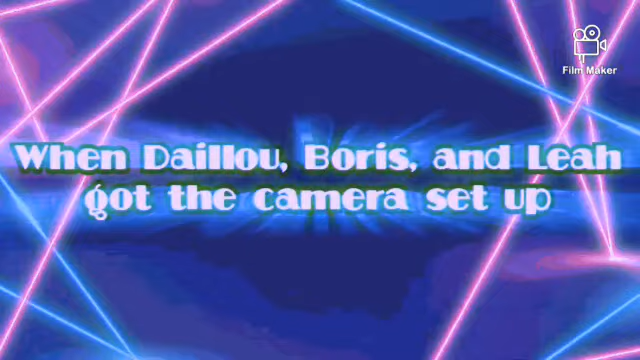 Film Maker
When Daillou, Boris, and Leah
got the camera set up